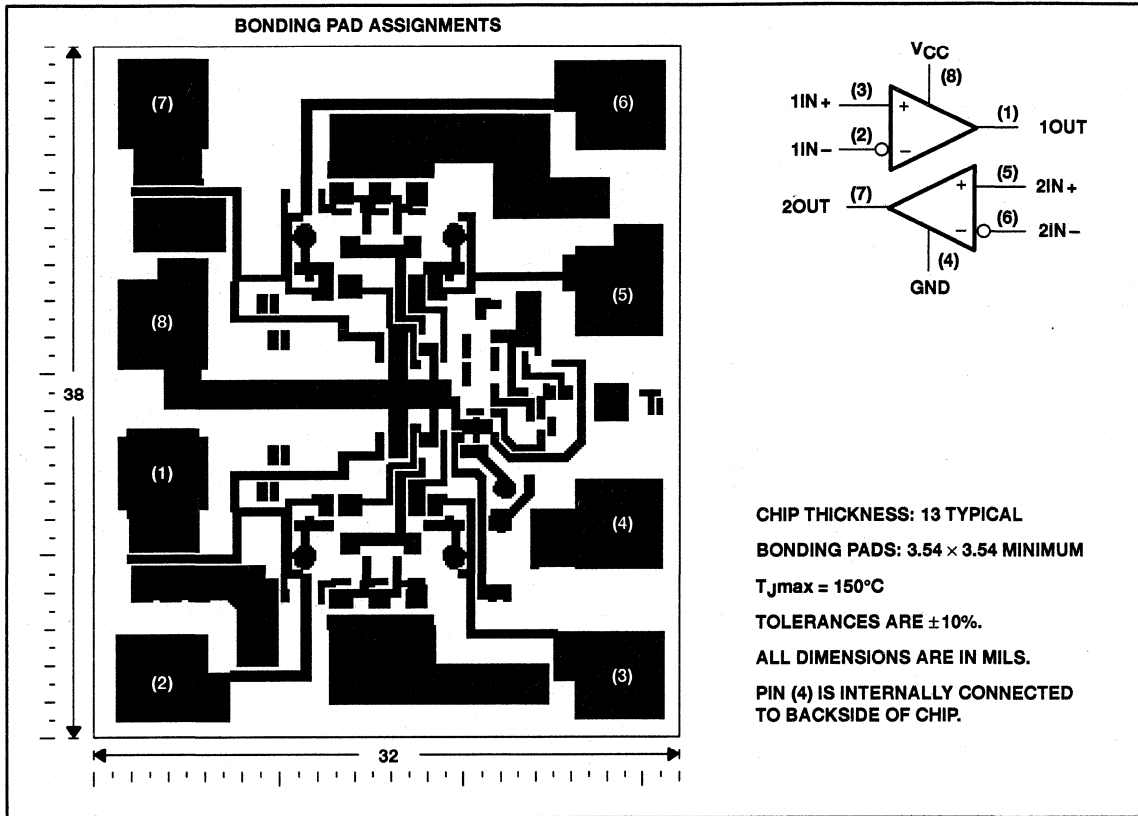 BONDING PAD ASSIGNMENTS
(7)
(6)
(5)
(8)
38
(1)
(4)
(2)
(3)
32
VCC
(8)
1IN+ (3) +
(1) 1OUT
1IN− (2) −
2OUT (7)
+ (5) 2IN+
− (6) 2IN−
(4)
GND
CHIP THICKNESS: 13 TYPICAL
BONDING PADS: 3.54 × 3.54 MINIMUM
TJmax = 150°C
TOLERANCES ARE ±10%.
ALL DIMENSIONS ARE IN MILS.
PIN (4) IS INTERNALLY CONNECTED
TO BACKSIDE OF CHIP.